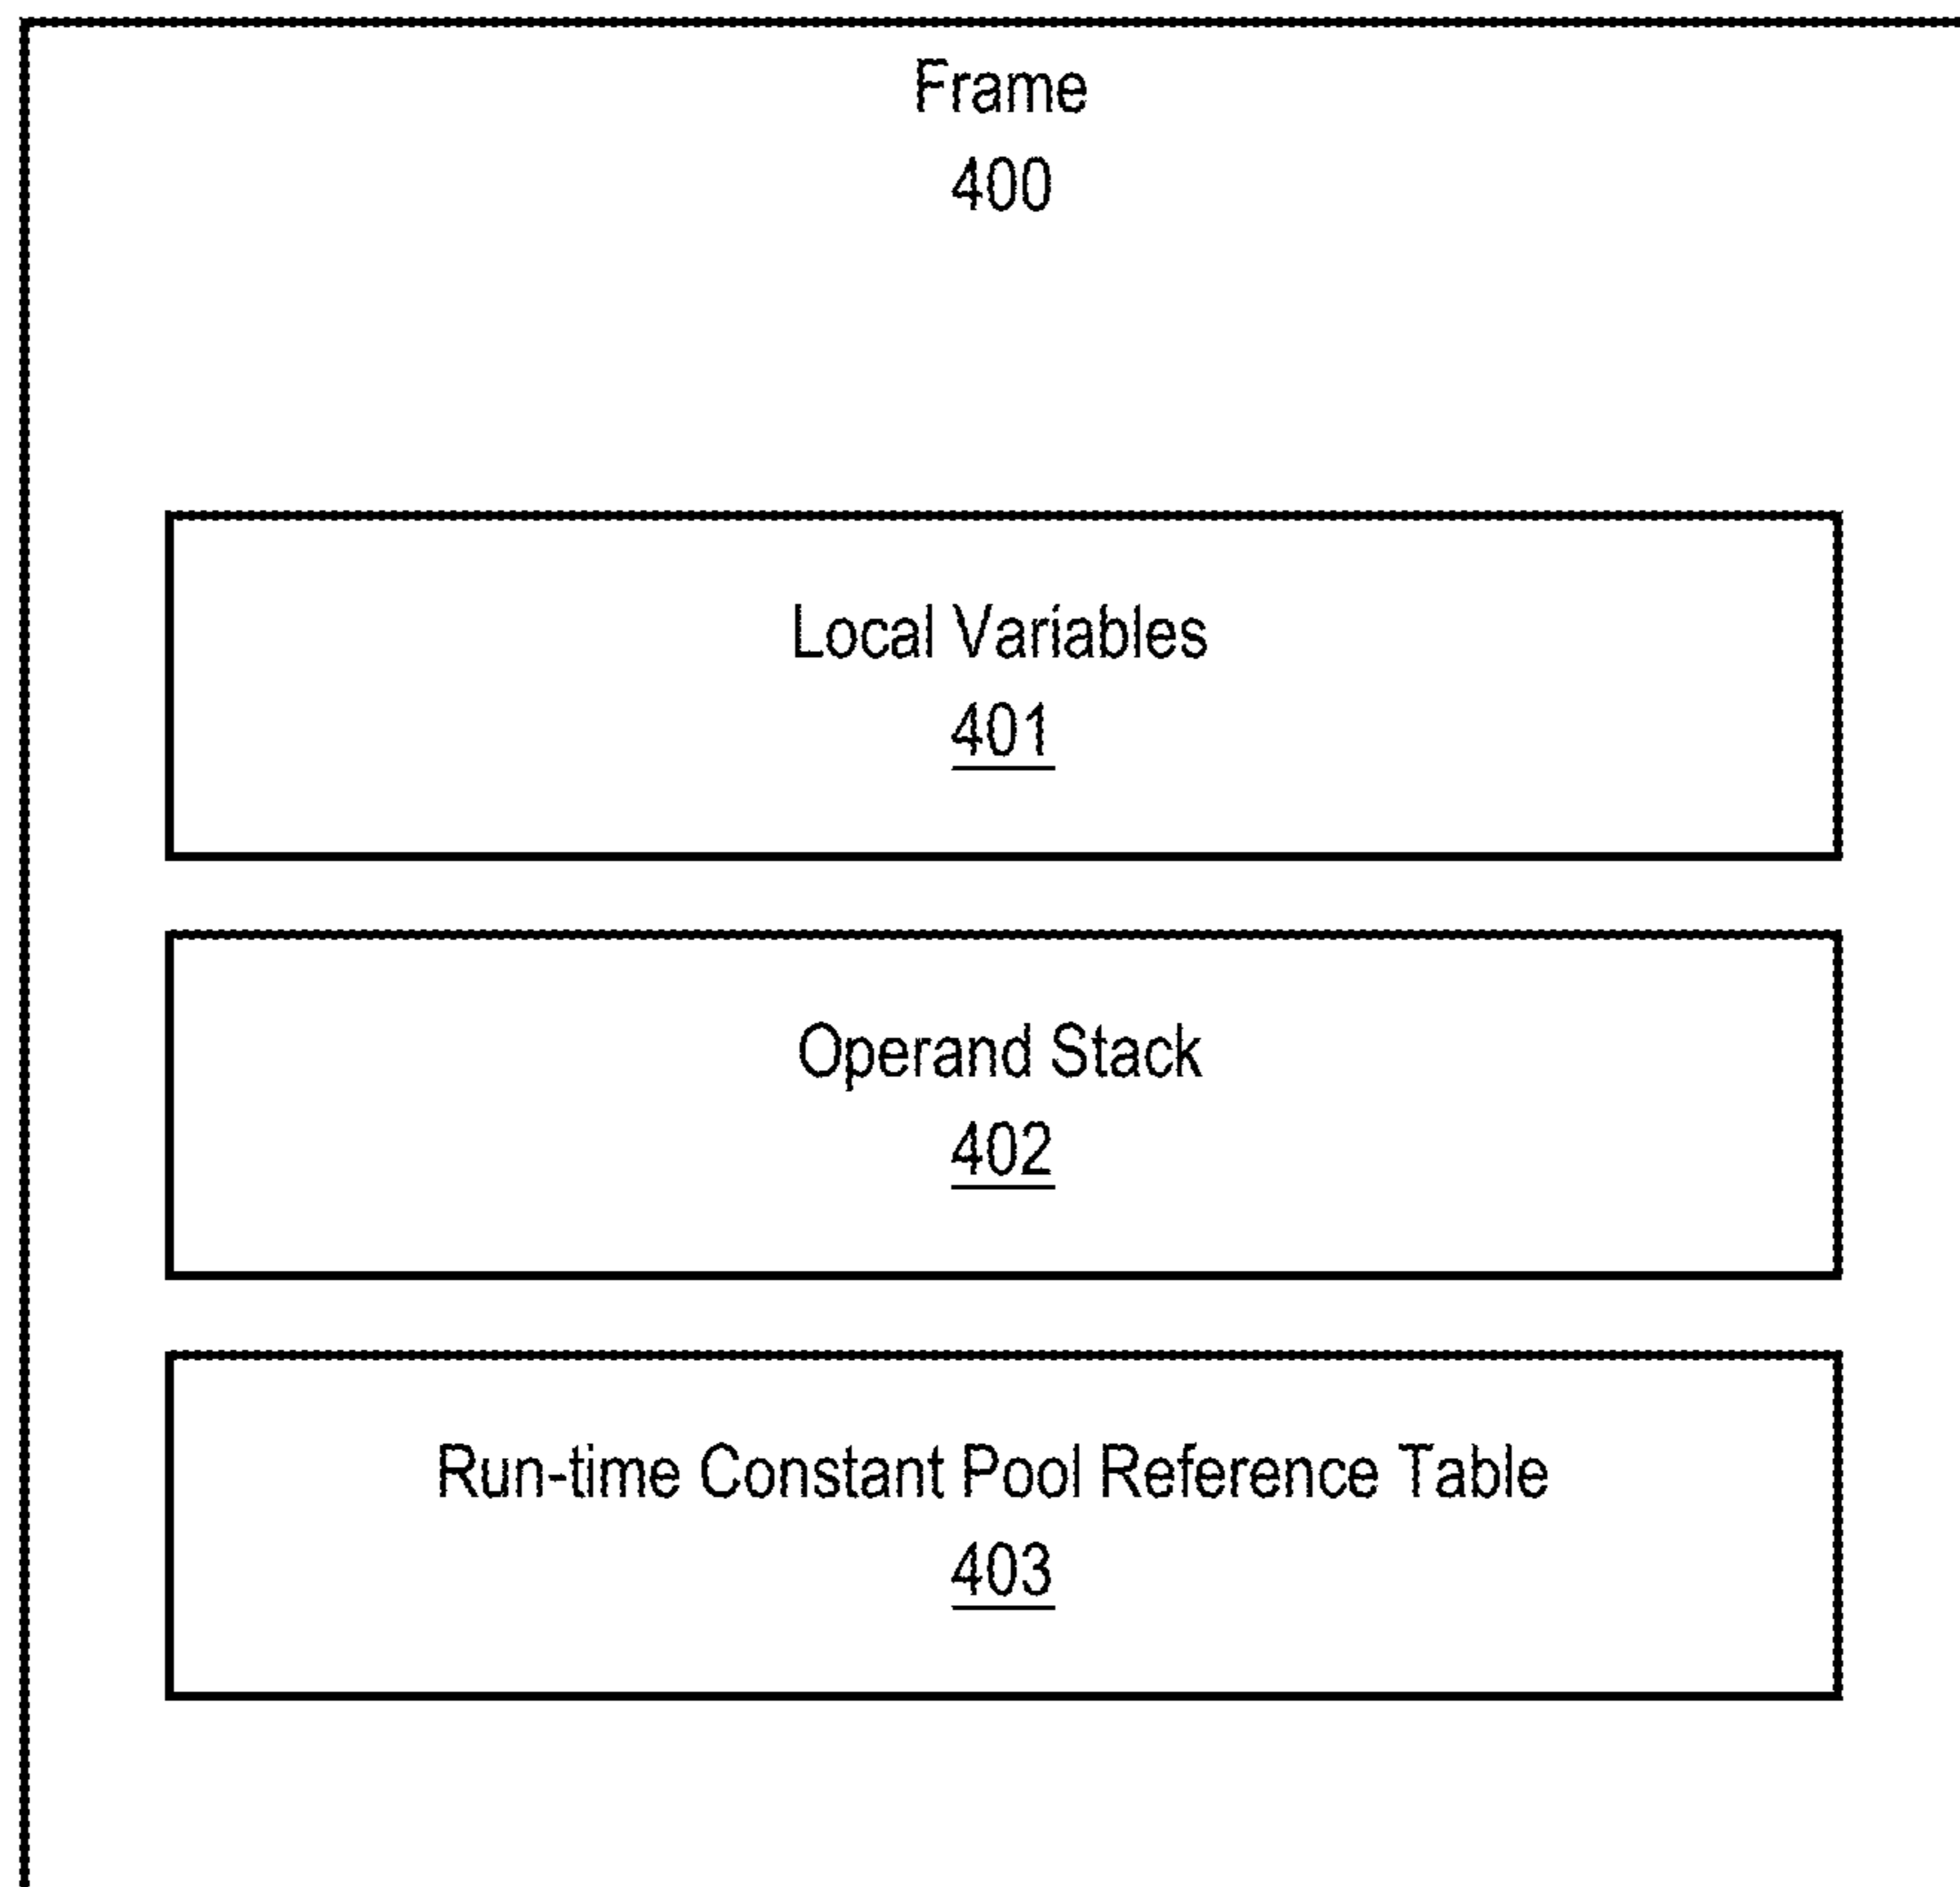 Frame
400
Local Variables
401
Operand Stack
402
Run-time Constant Pool Reference Table
403